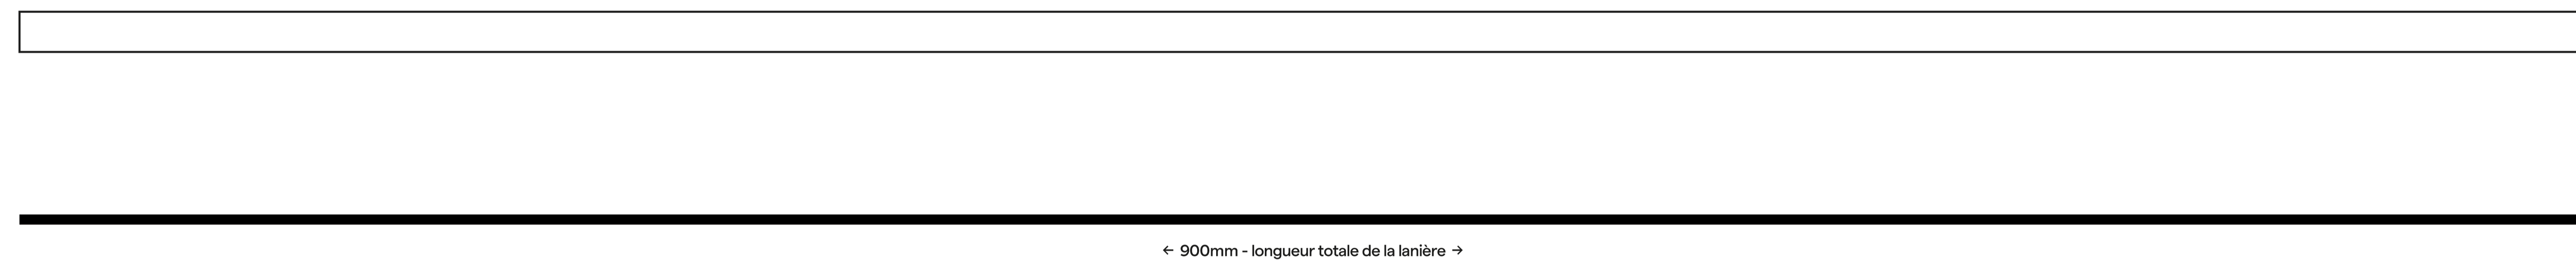 ← 900mm - longueur totale de la lanière →